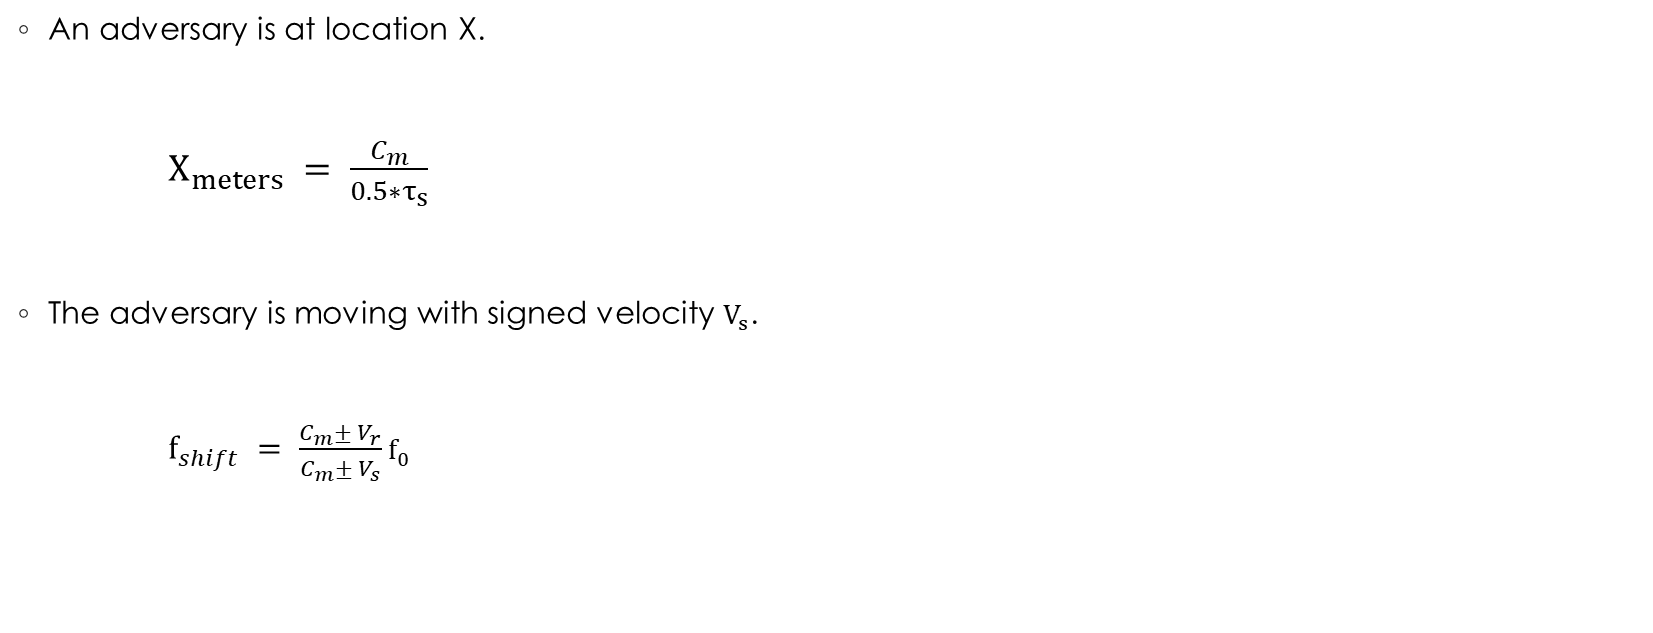 ◦ An adversary is at location X.
X_meters = C_m / 0.5*τ_s
◦ The adversary is moving with signed velocity V_s.
f_shift = (C_m ± V_r) / (C_m ± V_s) f_0